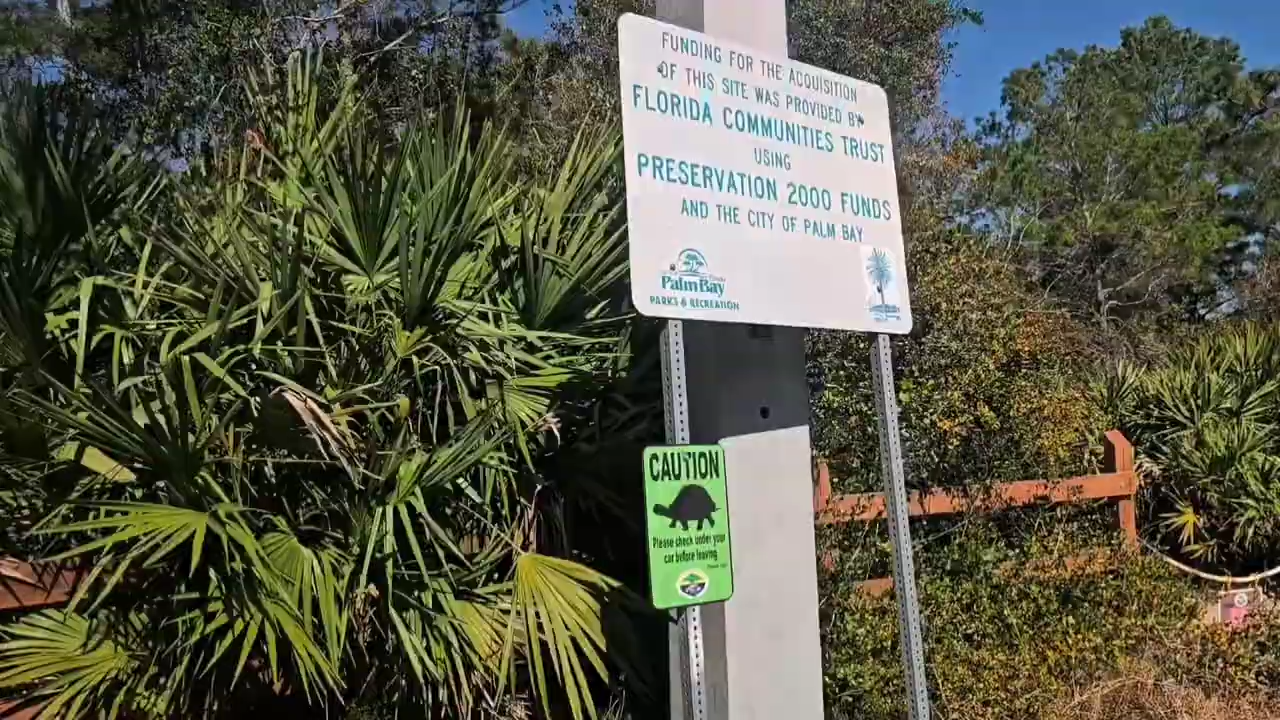 FUNDING FOR THE ACQUISITION
OF THIS SITE WAS PROVIDED BY
FLORIDA COMMUNITIES TRUST
USING
PRESERVATION 2000 FUNDS
AND THE CITY OF PALM BAY
Palm Bay
PARKS & RECREATION
CAUTION
Please check under your
car before leaving